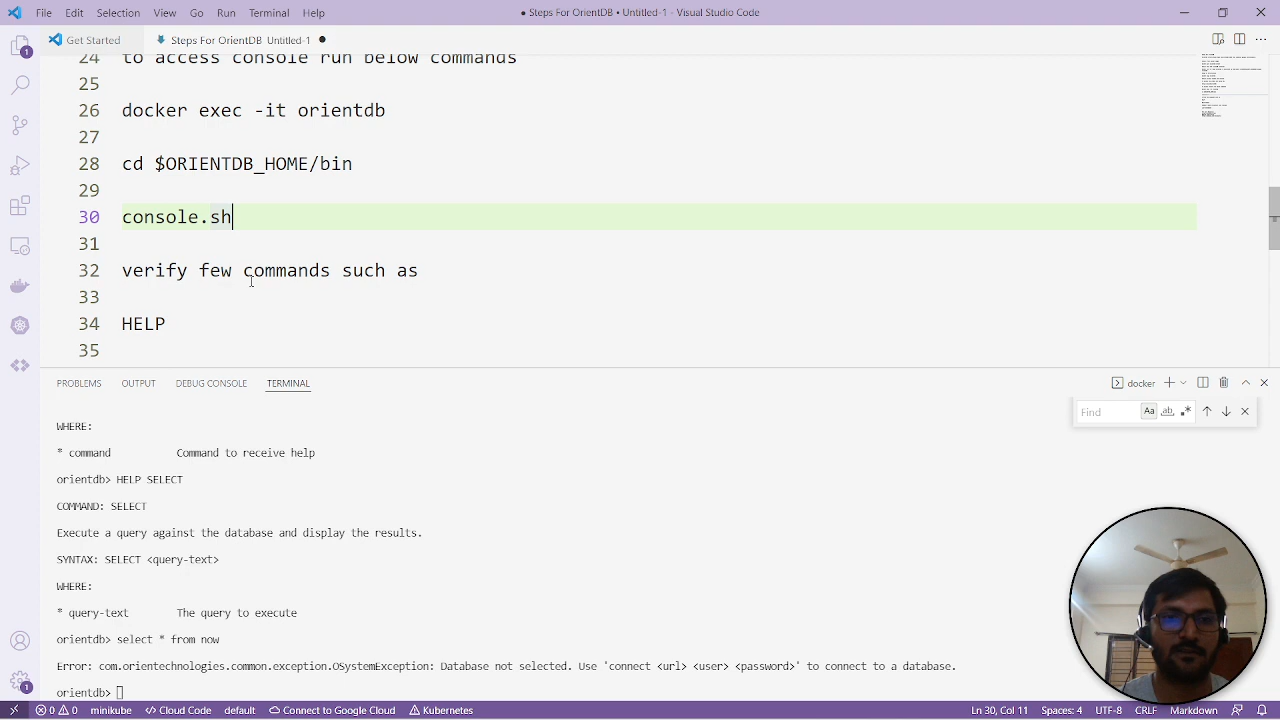 File Edit Selection View Go Run Terminal Help
● Steps For OrientDB • Untitled-1 - Visual Studio Code
Get Started
Steps For OrientDB Untitled-1
24 to access console run below commands
25
26 docker exec -it orientdb
27
28 cd $ORIENTDB_HOME/bin
29
30 console.sh
31
32 verify few commands such as
33
34 HELP
35
PROBLEMS OUTPUT DEBUG CONSOLE TERMINAL
docker
Find
Aa ab .*
WHERE:
* command Command to receive help
orientdb> HELP SELECT
COMMAND: SELECT
Execute a query against the database and display the results.
SYNTAX: SELECT <query-text>
WHERE:
* query-text The query to execute
orientdb> select * from now
Error: com.orientechnologies.common.exception.OSystemException: Database not selected. Use 'connect <url> <user> <password>' to connect to a database.
orientdb>
1
1
0 0 minikube Cloud Code default Connect to Google Cloud Kubernetes
Ln 30, Col 11 Spaces: 4 UTF-8 CRLF Markdown